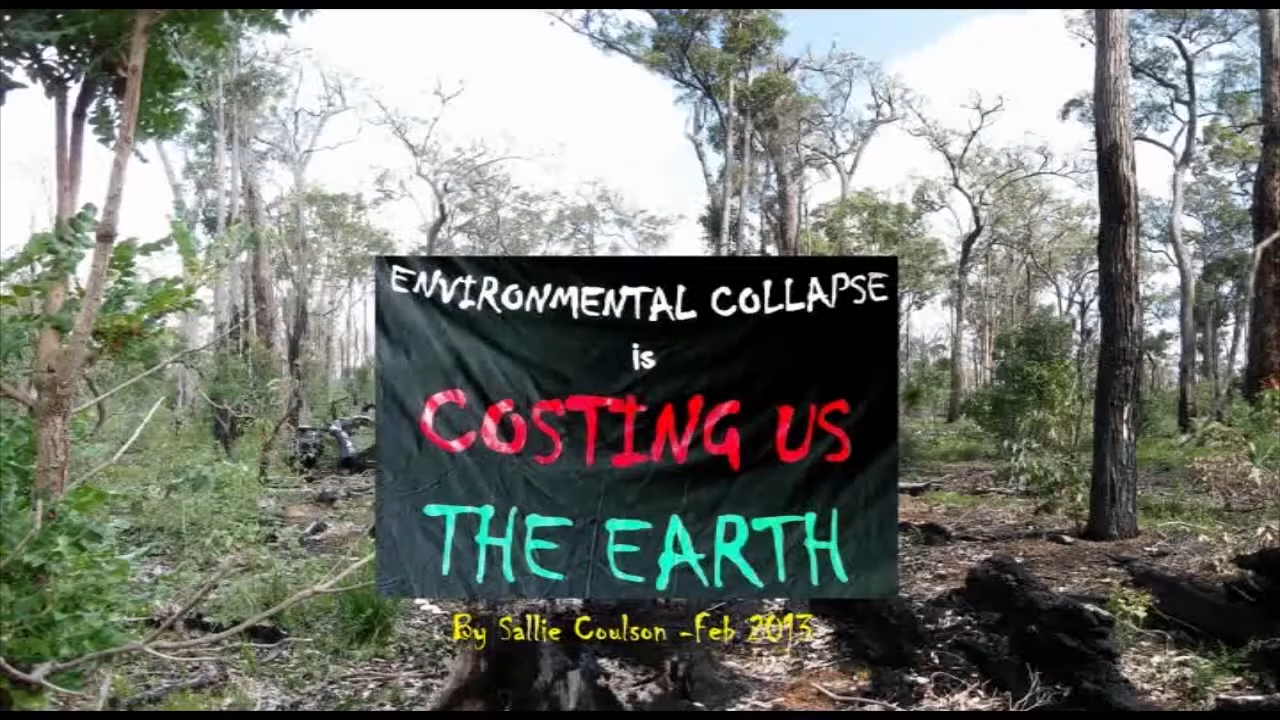 ENVIRONMENTAL COLLAPSE
is
COSTING US
THE EARTH
By Sallie Coulson -Feb 2013